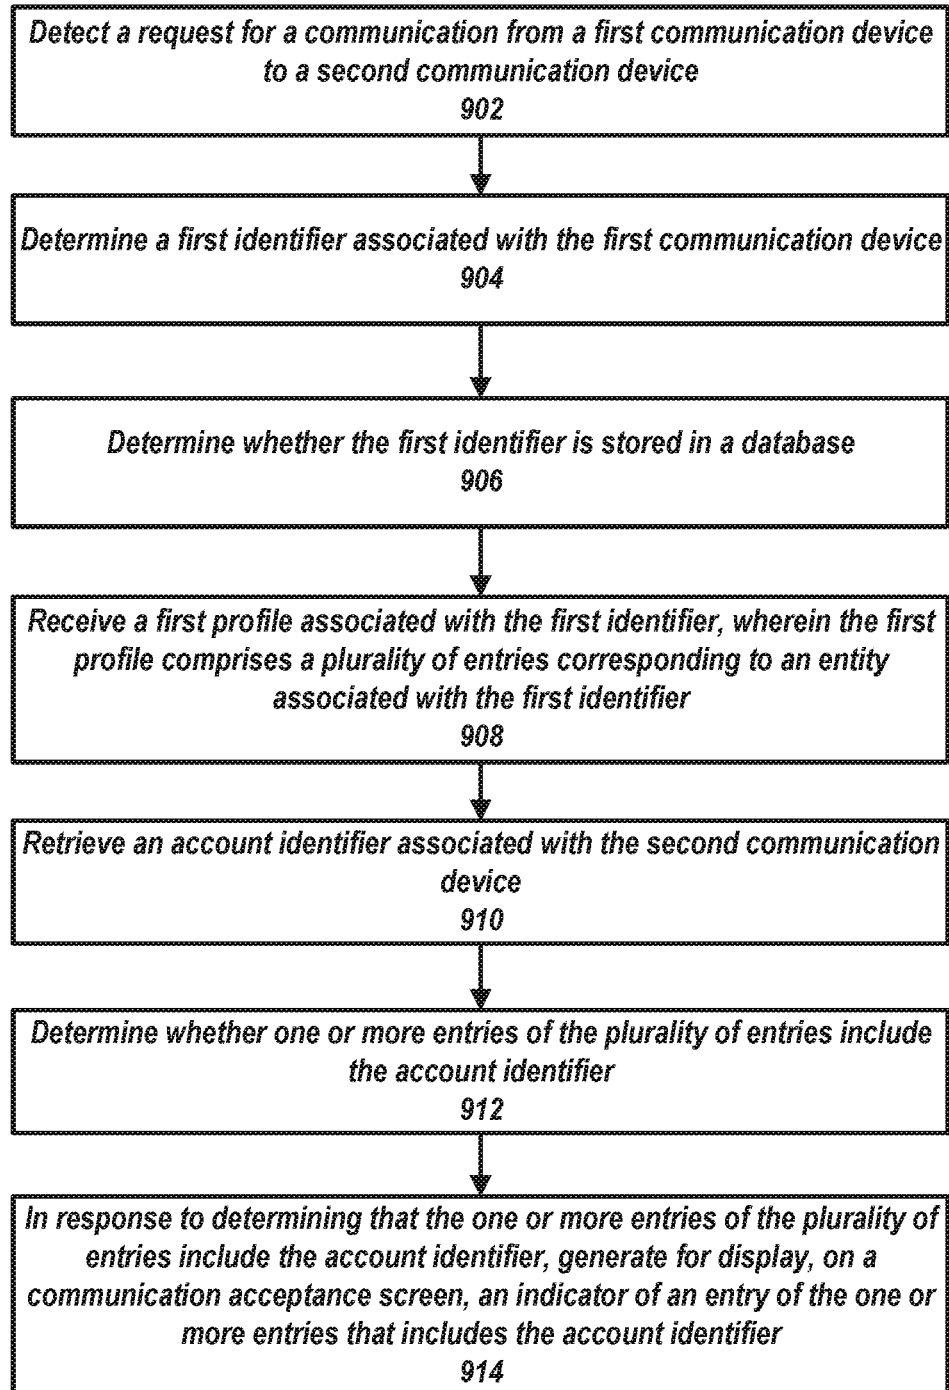 Detect a request for a communication from a first communication device
to a second communication device
902
Determine a first identifier associated with the first communication device
904
Determine whether the first identifier is stored in a database
906
Receive a first profile associated with the first identifier, wherein the first
profile comprises a plurality of entries corresponding to an entity
associated with the first identifier
908
Retrieve an account identifier associated with the second communication
device
910
Determine whether one or more entries of the plurality of entries include
the account identifier
912
In response to determining that the one or more entries of the plurality of
entries include the account identifier, generate for display, on a
communication acceptance screen, an indicator of an entry of the one or
more entries that includes the account identifier
914